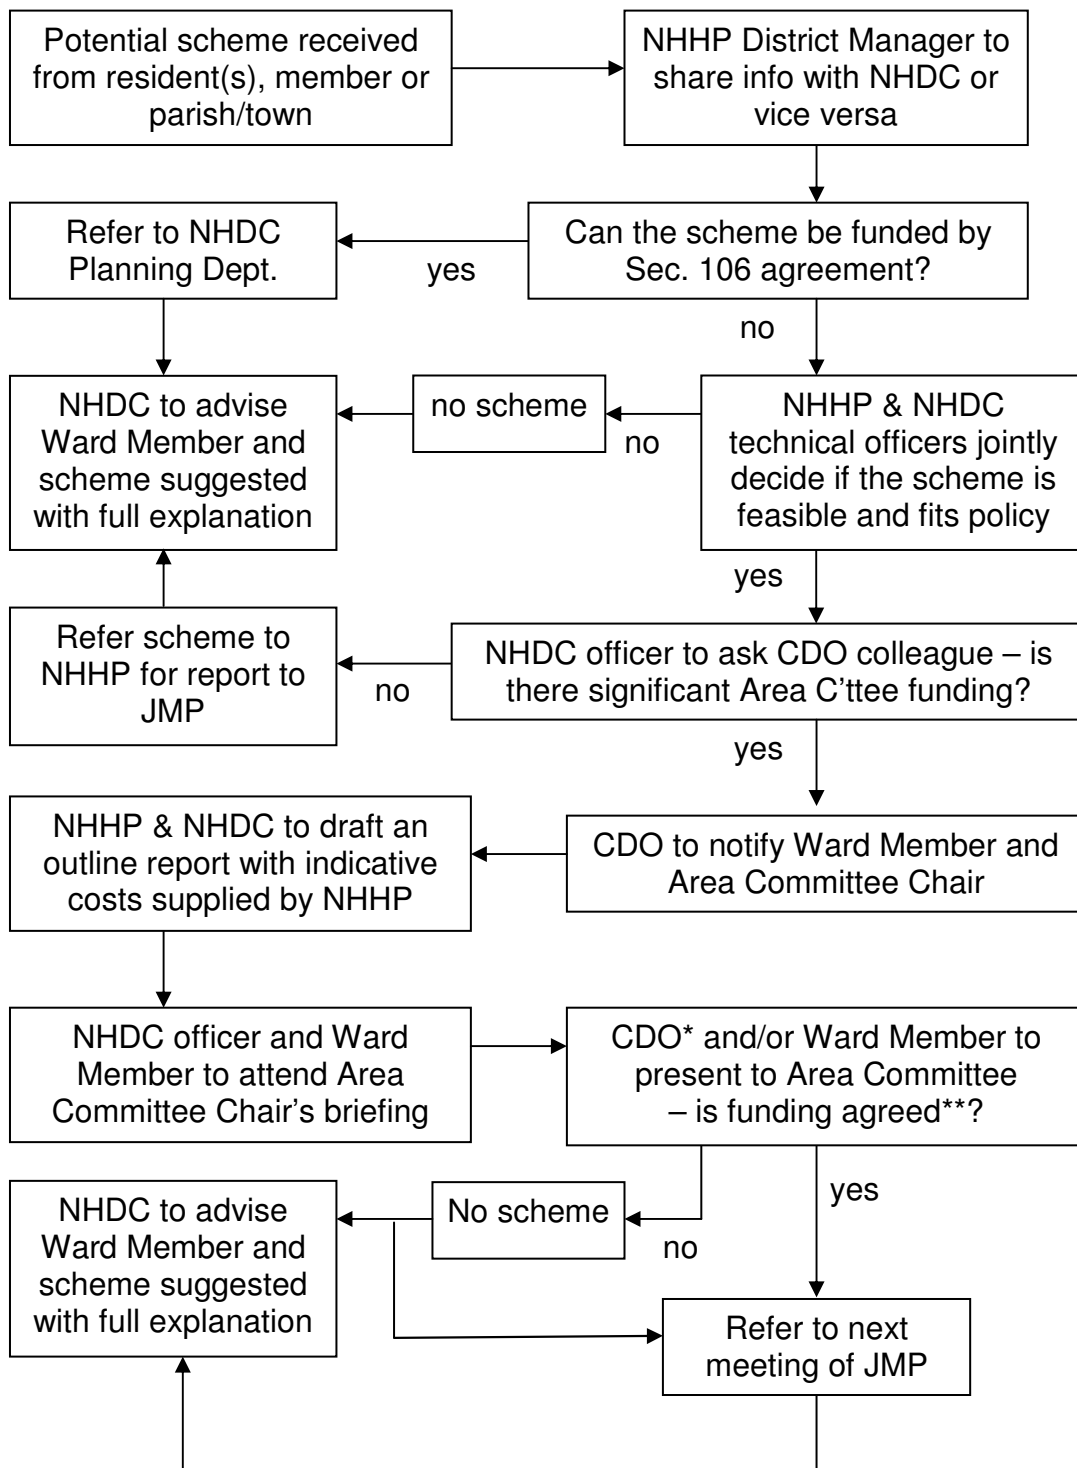 Potential scheme received
from resident(s), member or
parish/town
NHHP District Manager to
share info with NHDC or
vice versa
Refer to NHDC
Planning Dept.
yes
Can the scheme be funded by
Sec. 106 agreement?
no
NHDC to advise
Ward Member and
scheme suggested
with full explanation
no scheme
no
NHHP & NHDC
technical officers jointly
decide if the scheme is
feasible and fits policy
yes
Refer scheme to
NHHP for report to
JMP
no
NHDC officer to ask CDO colleague – is
there significant Area C'ttee funding?
yes
NHHP & NHDC to draft an
outline report with indicative
costs supplied by NHHP
CDO to notify Ward Member and
Area Committee Chair
NHDC officer and Ward
Member to attend Area
Committee Chair's briefing
CDO* and/or Ward Member to
present to Area Committee
– is funding agreed**?
yes
NHDC to advise
Ward Member and
scheme suggested
with full explanation
No scheme
no
Refer to next
meeting of JMP